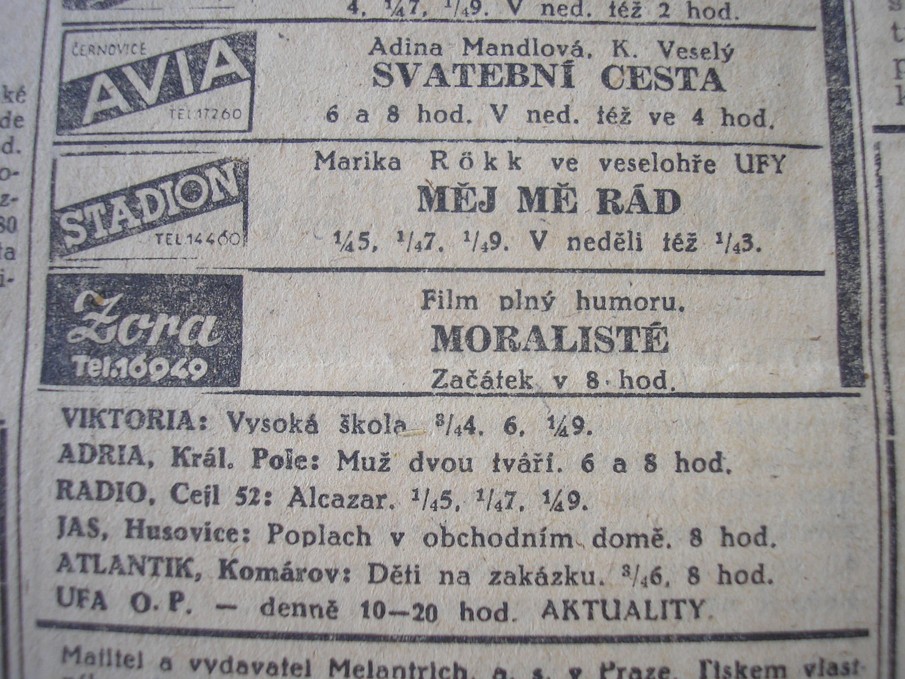 4, ¼7, ¼9. V ned. též 2 hod.
ČERNOVICE
AVIA
TEL 17260
Adina Mandlová, K. Veselý
SVATEBNÍ CESTA
6 a 8 hod. V ned. též ve 4 hod.
STADION
TEL 14460
Marika Rökk ve veselohře UFY
MĚJ MĚ RÁD
¼5, ¼7, ¼9. V neděli též ¼3.
Zora
Tel.16949
Film plný humoru.
MORALISTÉ
Začátek v 8 hod.
VIKTORIA: Vysoká škola ¾4, 6, ¼9.
ADRIA, Král. Pole: Muž dvou tváří. 6 a 8 hod.
RADIO, Cejl 52: Alcazar. ¼5, ¼7, ¼9.
JAS, Husovice: Poplach v obchodním domě. 8 hod.
ATLANTIK, Komárov: Děti na zakázku. ¾6, 8 hod.
UFA O. P. — denně 10—20 hod. AKTUALITY.
Majitel a vydavatel Melantrich, a. s. v Praze. Tiskem vlast-